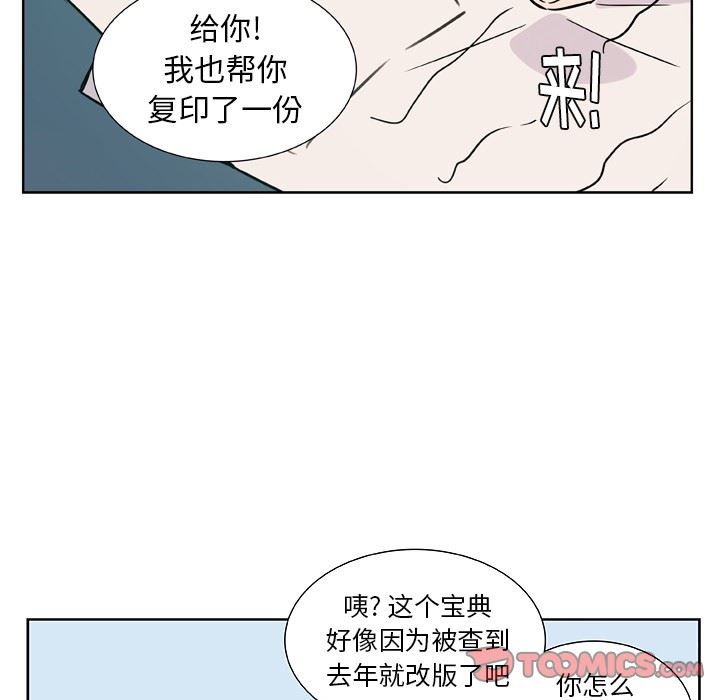 给你!
我也帮你
复印了一份
来!
咦? 这个宝典
好像因为被查到
去年就改版了吧
你怎么
TOOMICS.COM